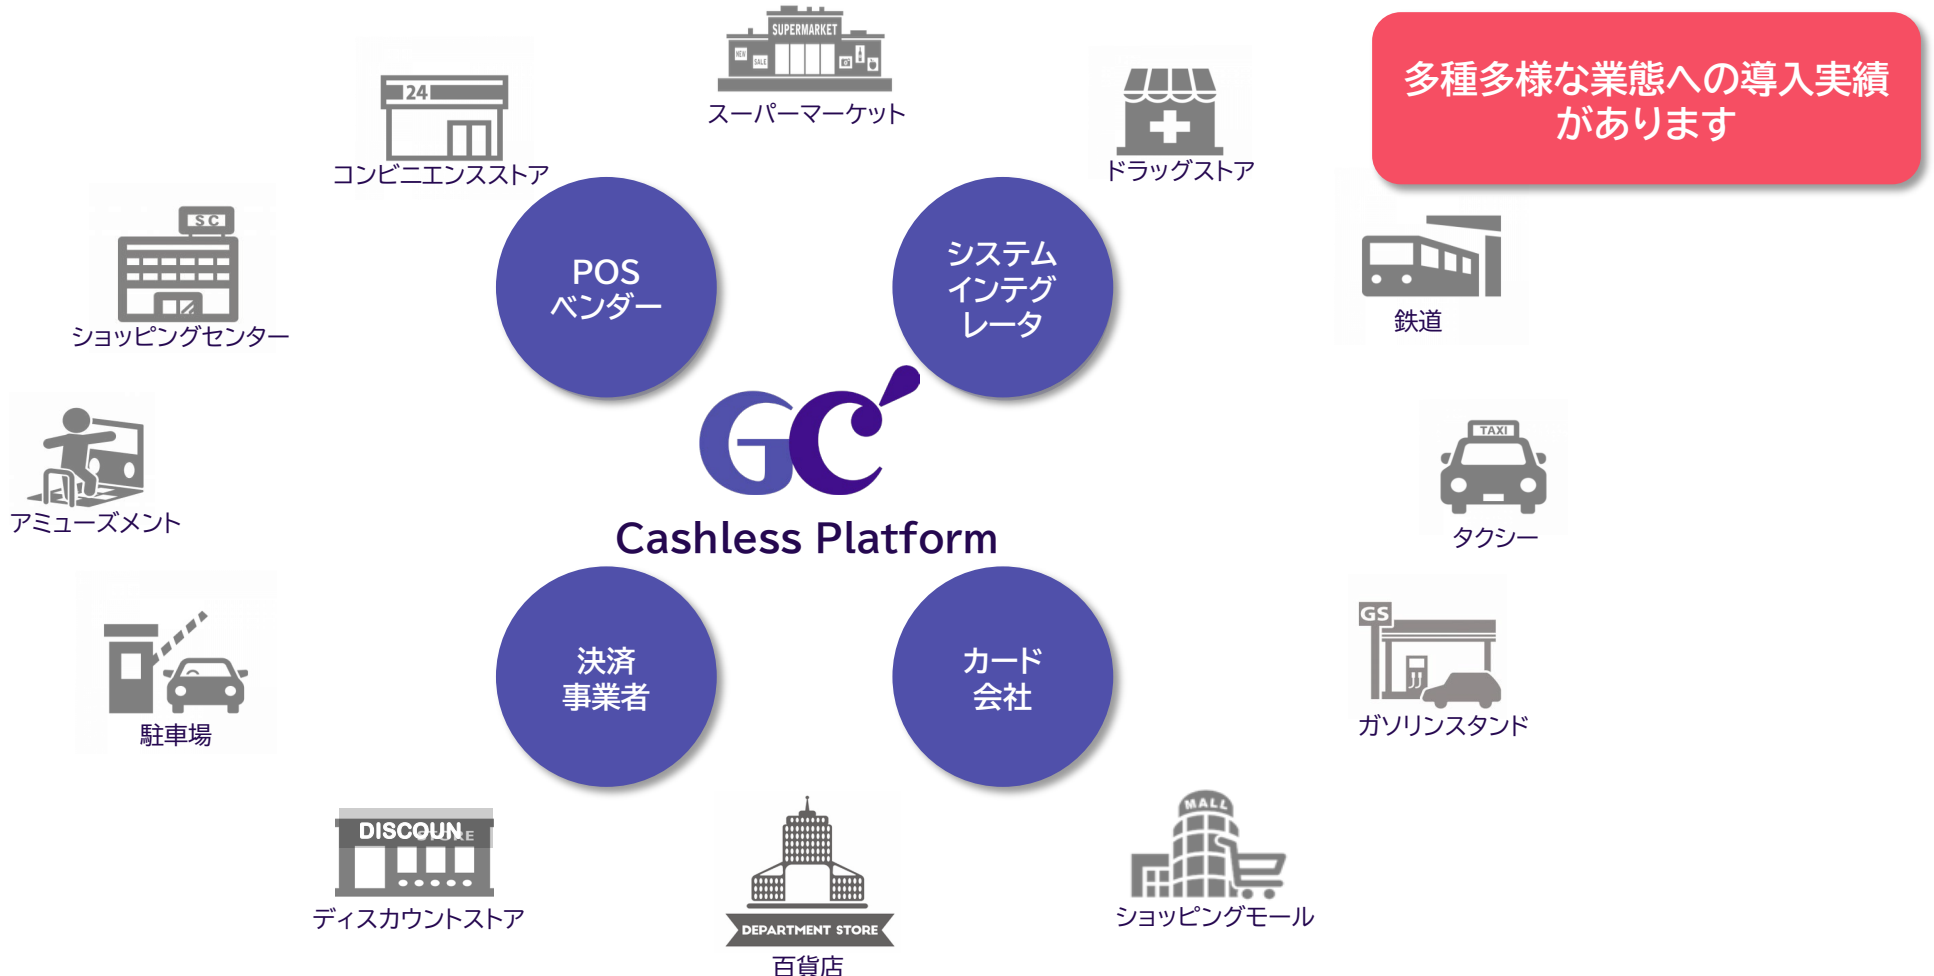 SUPERMARKET
NEW
SALE
スーパーマーケット
24
コンビニエンスストア
ドラッグストア
多種多様な業態への導入実績
があります
SC
ショッピングセンター
POS
ベンダー
システム
インテグ
レータ
鉄道
アミューズメント
GC'
Cashless Platform
TAXI
タクシー
駐車場
決済
事業者
カード
会社
GS
ガソリンスタンド
DISCOUN
STORE
ディスカウントストア
DEPARTMENT STORE
百貨店
MALL
ショッピングモール